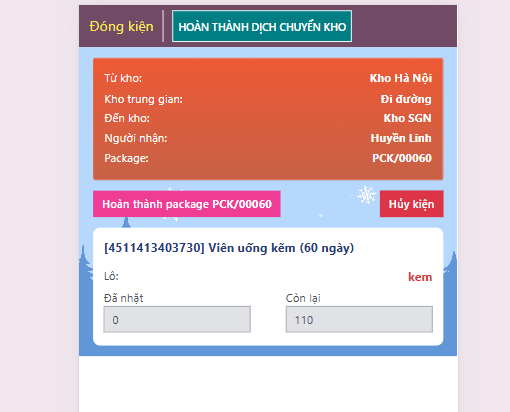 Đóng kiện HOÀN THÀNH DỊCH CHUYỂN KHO
Từ kho: Kho Hà Nội
Kho trung gian: Đi đường
Đến kho: Kho SGN
Người nhận: Huyền Linh
Package: PCK/00060
Hoàn thành package PCK/00060 Hủy kiện
[4511413403730] Viên uống kẽm (60 ngày)
Lô: kem
Đã nhặt Còn lại
0 110